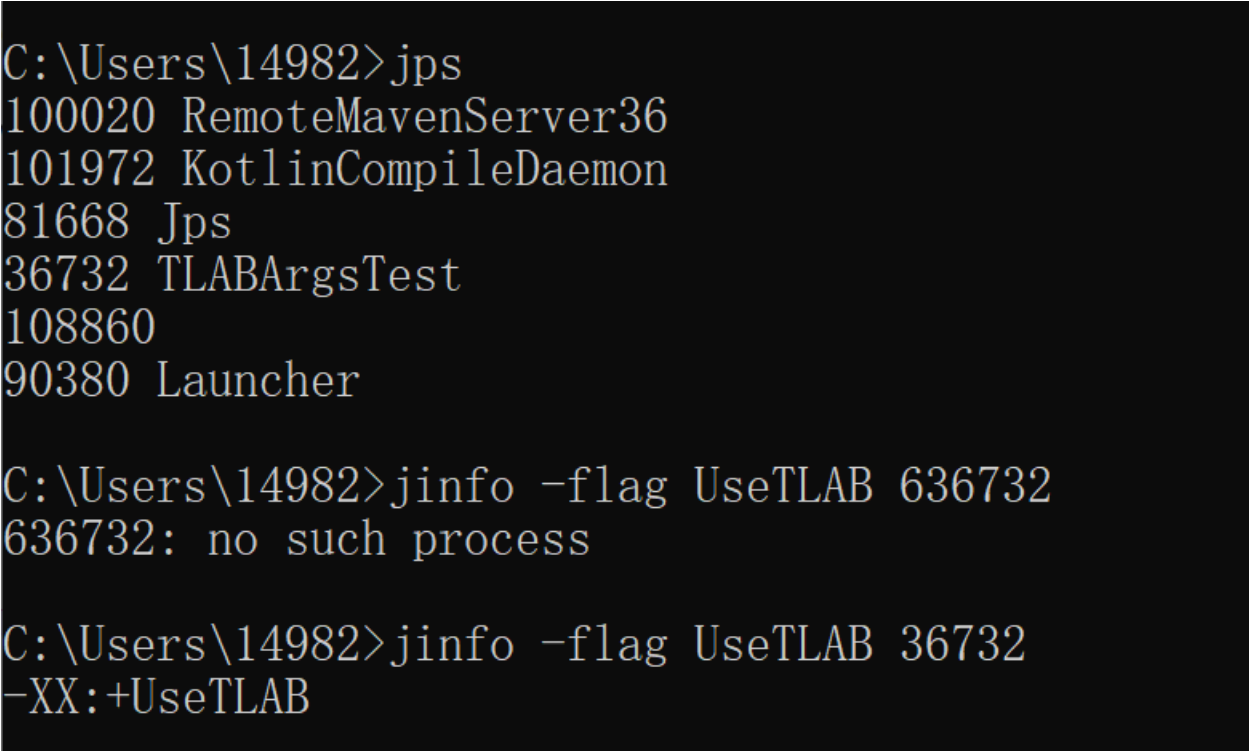 C:\Users\14982>jps
100020 RemoteMavenServer36
101972 KotlinCompileDaemon
81668 Jps
36732 TLABArgsTest
108860
90380 Launcher
C:\Users\14982>jinfo -flag UseTLAB 636732
636732: no such process
C:\Users\14982>jinfo -flag UseTLAB 36732
-XX:+UseTLAB